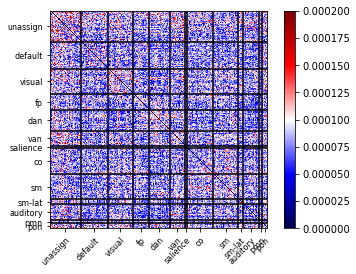 unassign
default
visual
fp
dan
van
salience
co
sm
sm-lat
auditory
pmn
pon
unassign
default
visual
fp
dan
van
salience
co
sm
sm-lat
auditory
0.000200
0.000175
0.000150
0.000125
0.000100
0.000075
0.000050
0.000025
0.000000